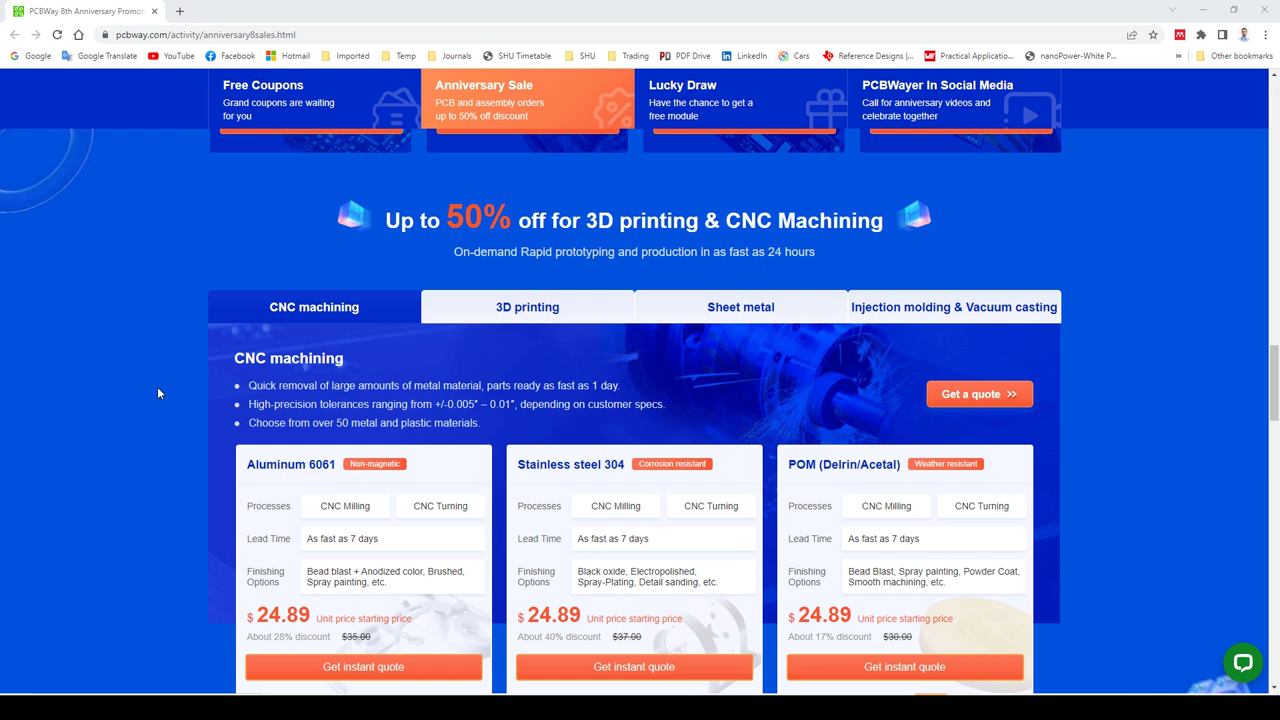 PCBWay 8th Anniversary Promot
pcbway.com/activity/anniversary8sales.html
Google
Google Translate
YouTube
Facebook
Hotmail
Imported
Temp
Journals
SHU Timetable
SHU
Trading
PDF Drive
LinkedIn
Cars
Reference Designs |...
Practical Applicatio...
nanoPower-White P...
»
Other bookmarks
Free Coupons
Grand coupons are waiting
for you
Anniversary Sale
PCB and assembly orders
up to 50% off discount
Lucky Draw
Have the chance to get a
free module
PCBWayer In Social Media
Call for anniversary videos and
celebrate together
Up to 50% off for 3D printing & CNC Machining
On-demand Rapid prototyping and production in as fast as 24 hours
CNC machining
3D printing
Sheet metal
Injection molding & Vacuum casting
CNC machining
Quick removal of large amounts of metal material, parts ready as fast as 1 day.
High-precision tolerances ranging from +/-0.005″ – 0.01″, depending on customer specs.
Choose from over 50 metal and plastic materials.
Get a quote »
Aluminum 6061 Non-magnetic
Processes CNC Milling CNC Turning
Lead Time As fast as 7 days
Finishing Options Bead blast + Anodized color, Brushed,
Spray painting, etc.
$ 24.89 Unit price starting price
About 28% discount $35.00
Get instant quote
Stainless steel 304 Corrosion resistant
Processes CNC Milling CNC Turning
Lead Time As fast as 7 days
Finishing Options Black oxide, Electropolished,
Spray-Plating, Detail sanding, etc.
$ 24.89 Unit price starting price
About 40% discount $37.00
Get instant quote
POM (Delrin/Acetal) Weather resistant
Processes CNC Milling CNC Turning
Lead Time As fast as 7 days
Finishing Options Bead Blast, Spray painting, Powder Coat,
Smooth machining, etc.
$ 24.89 Unit price starting price
About 17% discount $30.00
Get instant quote